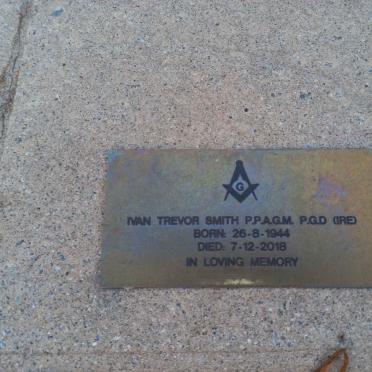 G
IVAN TREVOR SMITH P.P.A.G.M. P.G.D (IRE)
BORN: 26-8-1944
DIED: 7-12-2018
IN LOVING MEMORY